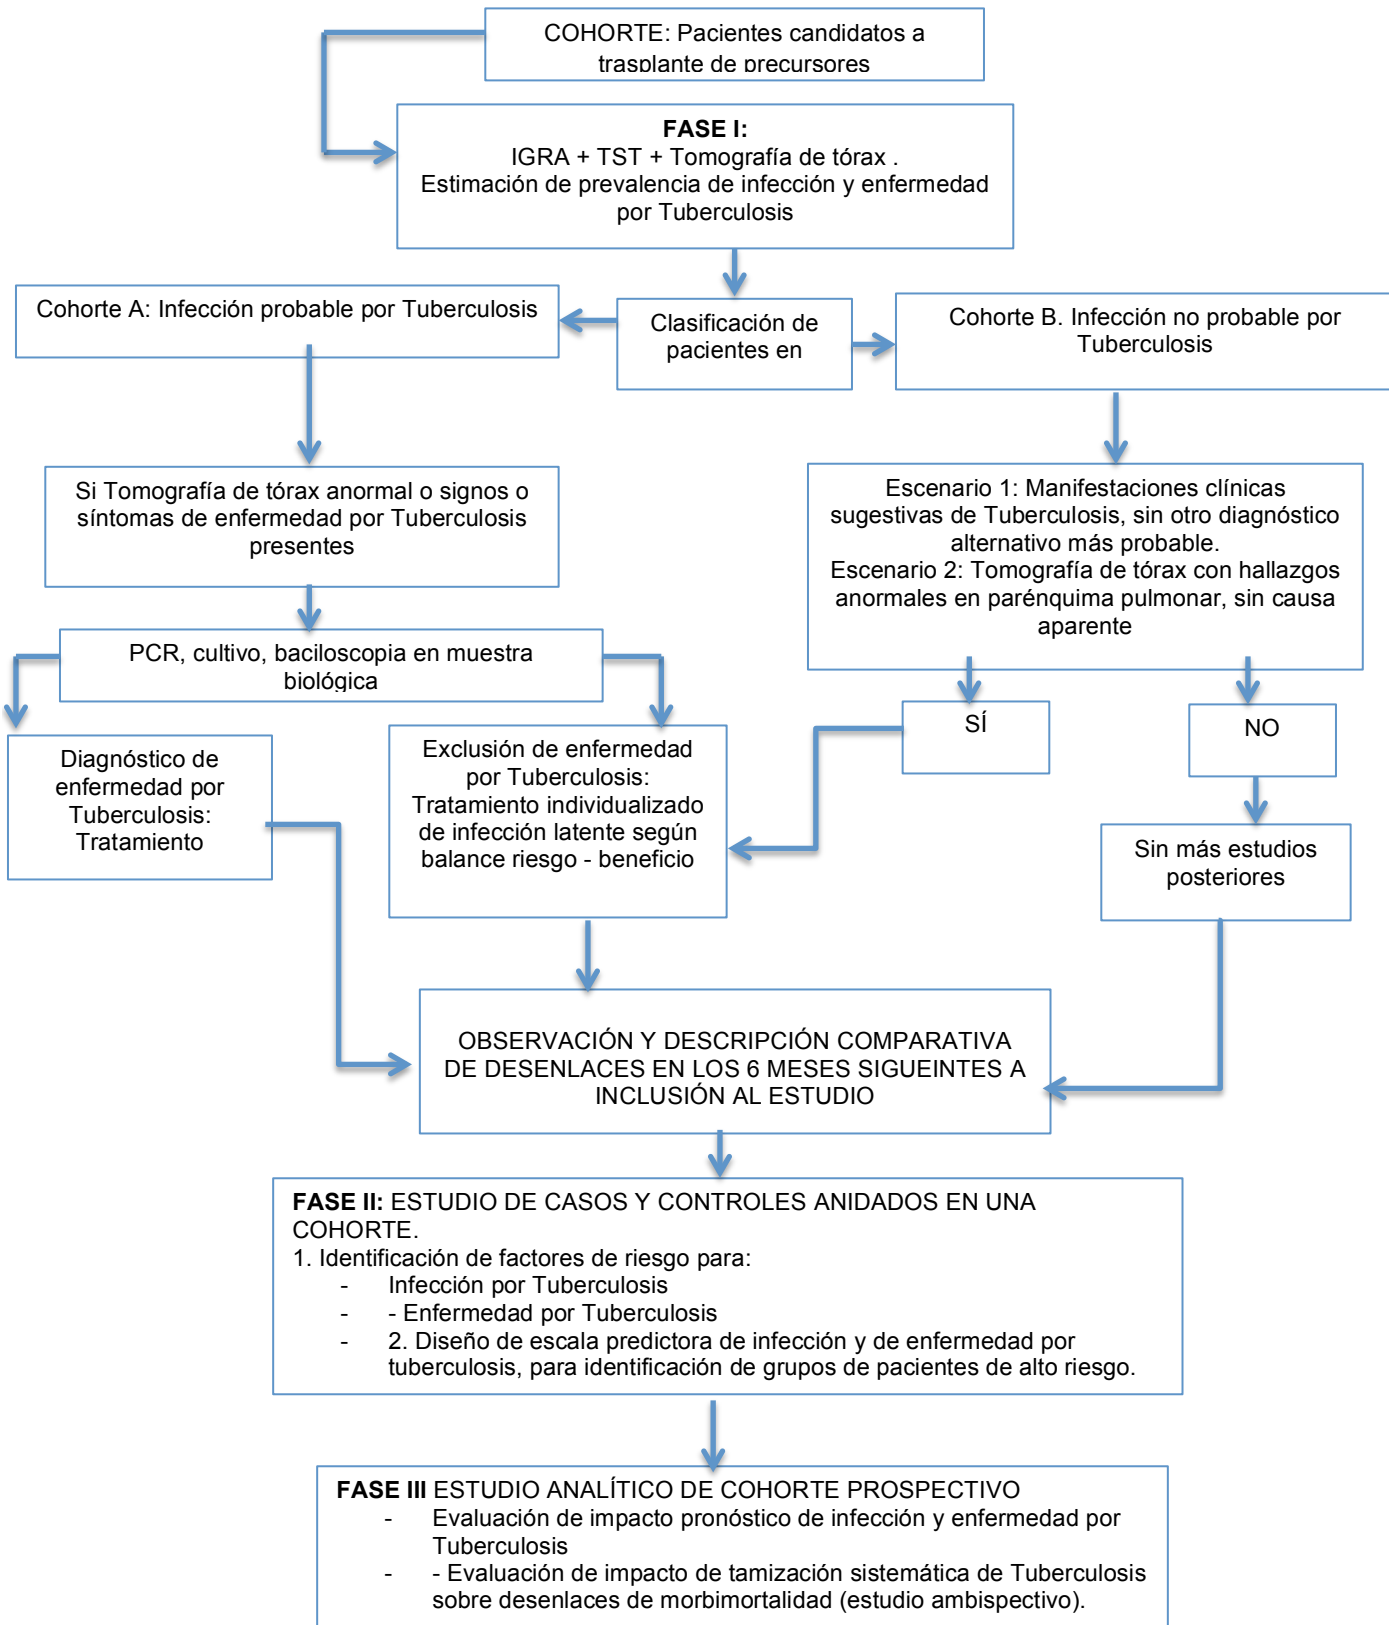 COHORTE: Pacientes candidatos a
trasplante de precursores
FASE I:
IGRA + TST + Tomografía de tórax .
Estimación de prevalencia de infección y enfermedad
por Tuberculosis
Cohorte A: Infección probable por Tuberculosis
Clasificación de
pacientes en
Cohorte B. Infección no probable por
Tuberculosis
Si Tomografía de tórax anormal o signos o
síntomas de enfermedad por Tuberculosis
presentes
Escenario 1: Manifestaciones clínicas
sugestivas de Tuberculosis, sin otro diagnóstico
alternativo más probable.
Escenario 2: Tomografía de tórax con hallazgos
anormales en parénquima pulmonar, sin causa
aparente
PCR, cultivo, baciloscopia en muestra
biológica
SÍ
NO
Diagnóstico de
enfermedad por
Tuberculosis:
Tratamiento
Exclusión de enfermedad
por Tuberculosis:
Tratamiento individualizado
de infección latente según
balance riesgo - beneficio
Sin más estudios
posteriores
OBSERVACIÓN Y DESCRIPCIÓN COMPARATIVA
DE DESENLACES EN LOS 6 MESES SIGUEINTES A
INCLUSIÓN AL ESTUDIO
FASE II: ESTUDIO DE CASOS Y CONTROLES ANIDADOS EN UNA
COHORTE.
1. Identificación de factores de riesgo para:
- Infección por Tuberculosis
- - Enfermedad por Tuberculosis
- 2. Diseño de escala predictora de infección y de enfermedad por
tuberculosis, para identificación de grupos de pacientes de alto riesgo.
FASE III ESTUDIO ANALÍTICO DE COHORTE PROSPECTIVO
- Evaluación de impacto pronóstico de infección y enfermedad por
Tuberculosis
- - Evaluación de impacto de tamización sistemática de Tuberculosis
sobre desenlaces de morbimortalidad (estudio ambispectivo).